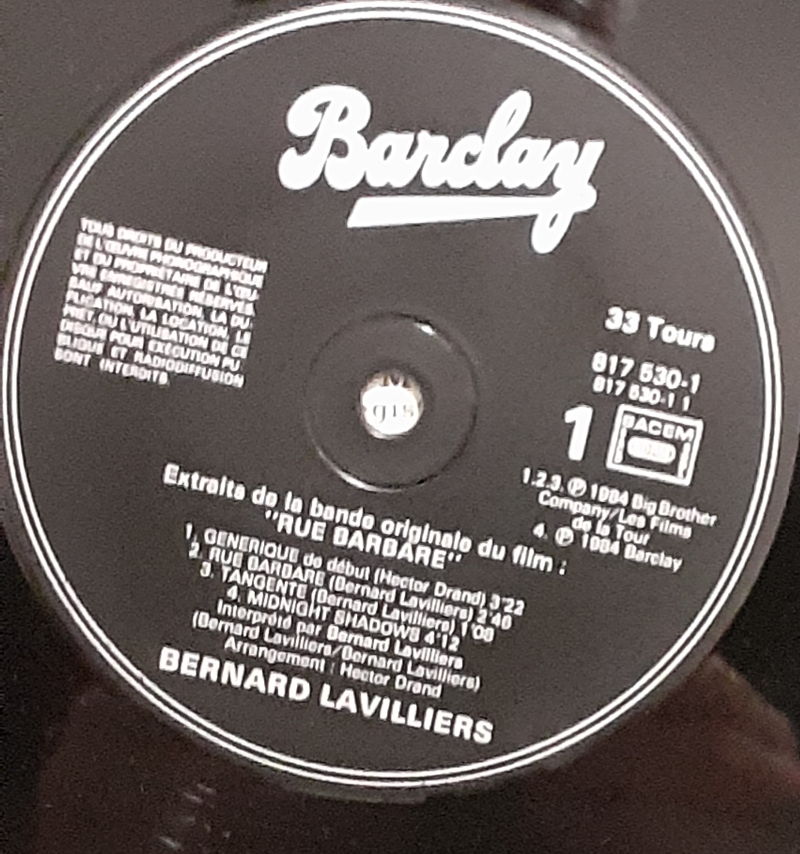 Barclay
TOUS DROITS DU PRODUCTEUR
DE L'ŒUVRE PHONOGRAPHIQUE
ET DU PROPRIÉTAIRE DE L'ŒU-
VRE ENREGISTRÉE RÉSERVÉS.
SAUF AUTORISATION, LA DU-
PLICATION, LA LOCATION, LE
PRÊT, OU L'UTILISATION DE CE
DISQUE POUR EXÉCUTION PU-
BLIQUE ET RADIODIFFUSION
SONT INTERDITS.
33 Tours
817 530-1
817 530-1 1
1
SACEM
1.2.3. ℗ 1984 Big Brother
Company/Les Films
de la Tour
4. ℗ 1984 Barclay
Extraits de la bande originale du film :
"RUE BARBARE"
1. GENERIQUE de début (Hector Drand) 3'22
2. RUE BARBARE (Bernard Lavilliers) 2'46
3. TANGENTE (Bernard Lavilliers) 1'08
4. MIDNIGHT SHADOWS 4'12
Interprété par Bernard Lavilliers
(Bernard Lavilliers/Bernard Lavilliers)
Arrangement : Hector Drand
BERNARD LAVILLIERS